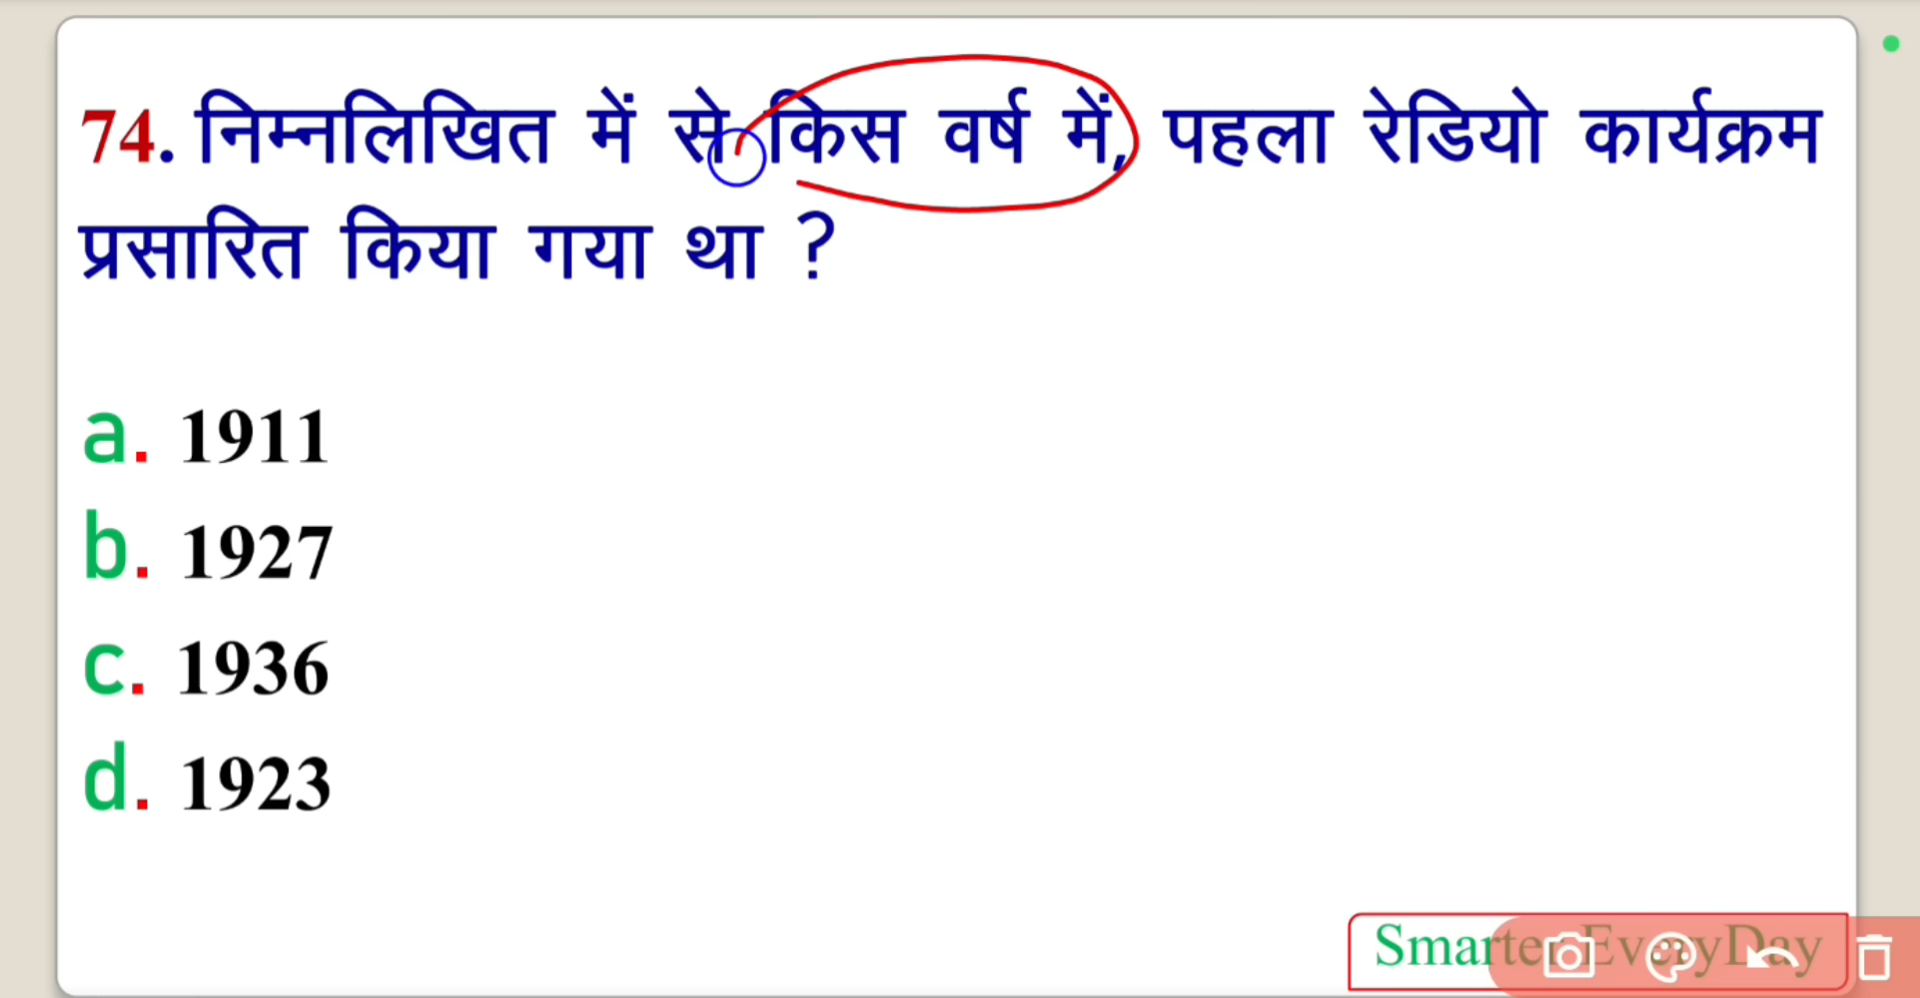 74. निम्नलिखित में से किस वर्ष में, पहला रेडियो कार्यक्रम
प्रसारित किया गया था ?
a. 1911
b. 1927
c. 1936
d. 1923
Smarter EveryDay